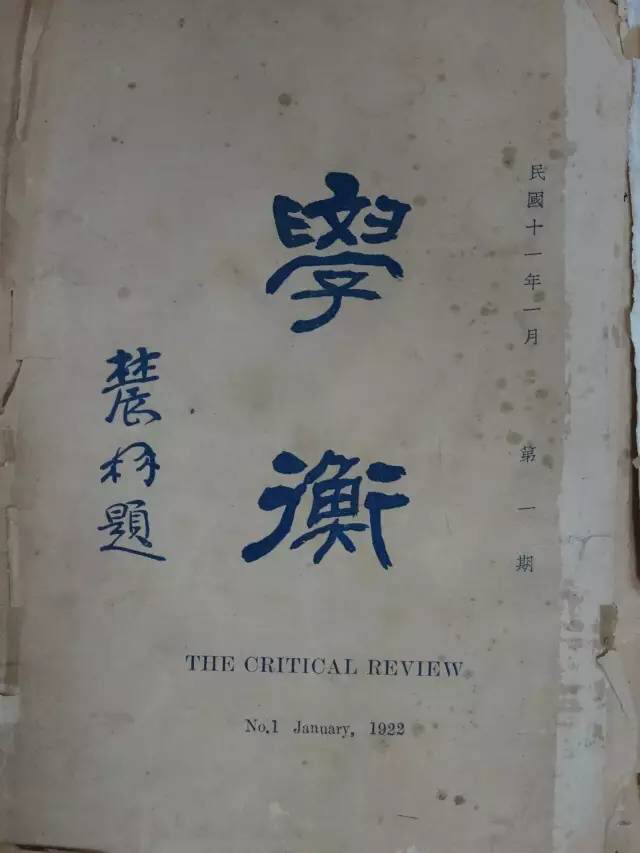 民國十一年一月 第一期
學衡
辳髯題
THE CRITICAL REVIEW
No.1 January, 1922